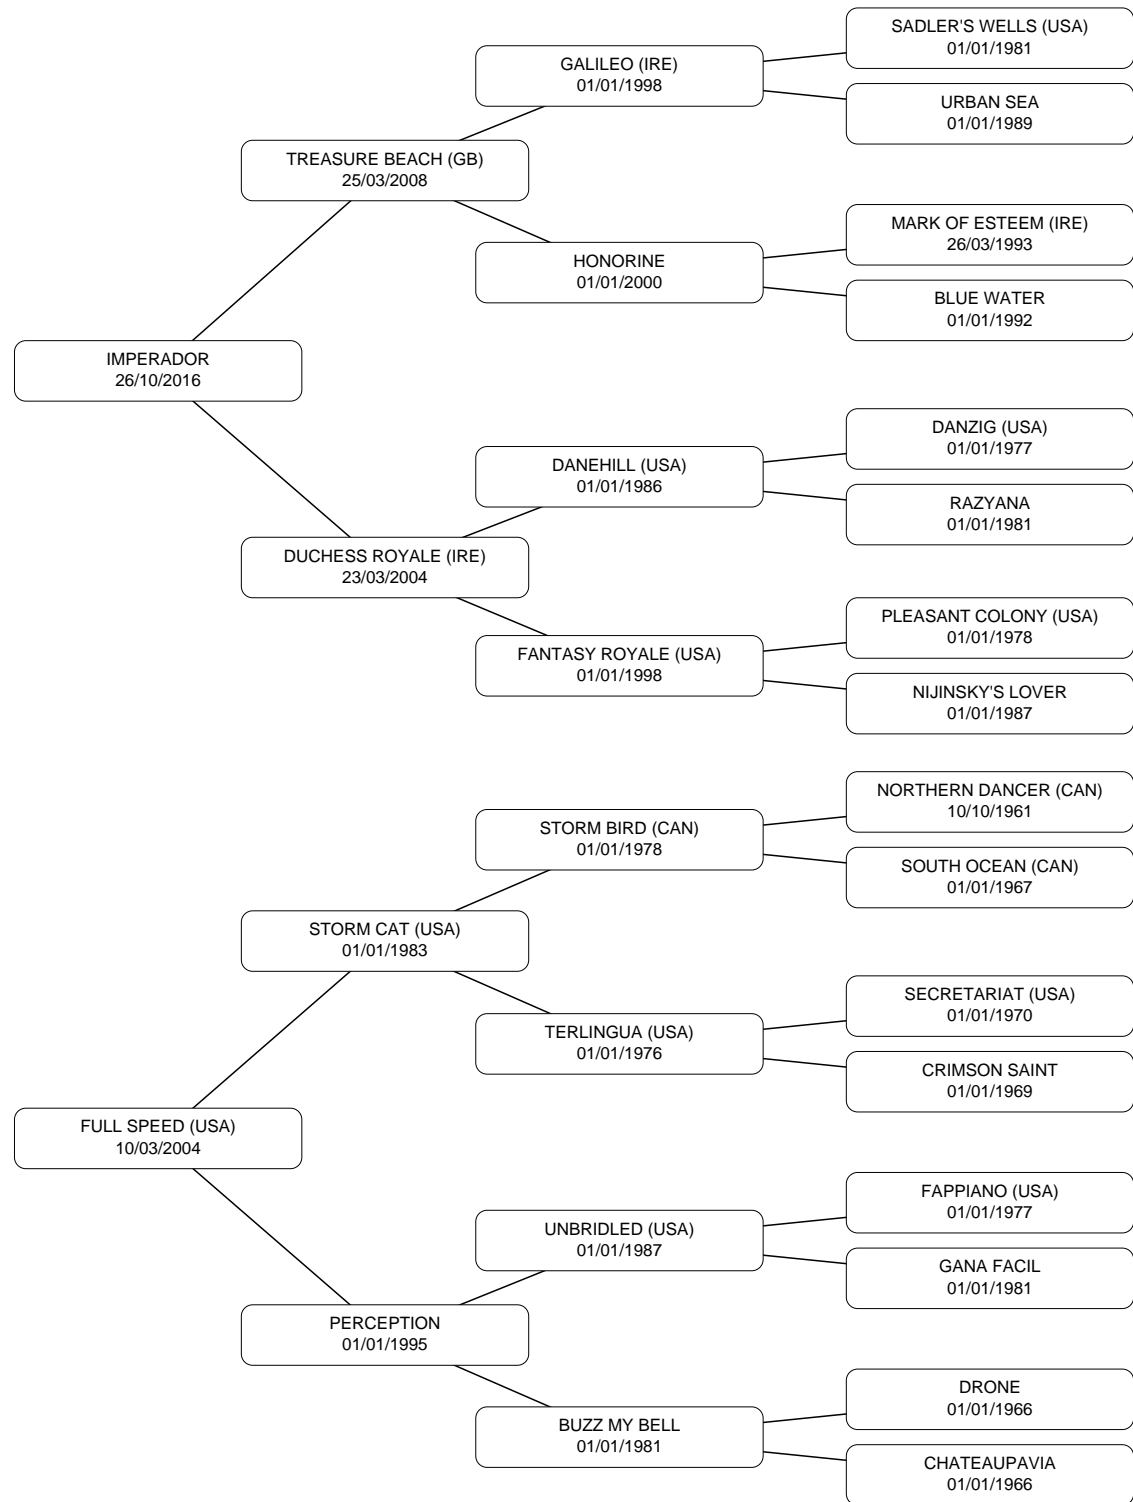 SADLER'S WELLS (USA)
01/01/1981
GALILEO (IRE)
01/01/1998
URBAN SEA
01/01/1989
TREASURE BEACH (GB)
25/03/2008
MARK OF ESTEEM (IRE)
26/03/1993
HONORINE
01/01/2000
BLUE WATER
01/01/1992
IMPERADOR
26/10/2016
DANZIG (USA)
01/01/1977
DANEHILL (USA)
01/01/1986
RAZYANA
01/01/1981
DUCHESS ROYALE (IRE)
23/03/2004
PLEASANT COLONY (USA)
01/01/1978
FANTASY ROYALE (USA)
01/01/1998
NIJINSKY'S LOVER
01/01/1987
NORTHERN DANCER (CAN)
10/10/1961
STORM BIRD (CAN)
01/01/1978
SOUTH OCEAN (CAN)
01/01/1967
STORM CAT (USA)
01/01/1983
SECRETARIAT (USA)
01/01/1970
TERLINGUA (USA)
01/01/1976
CRIMSON SAINT
01/01/1969
FULL SPEED (USA)
10/03/2004
FAPPIANO (USA)
01/01/1977
UNBRIDLED (USA)
01/01/1987
GANA FACIL
01/01/1981
PERCEPTION
01/01/1995
DRONE
01/01/1966
BUZZ MY BELL
01/01/1981
CHATEAUPAVIA
01/01/1966